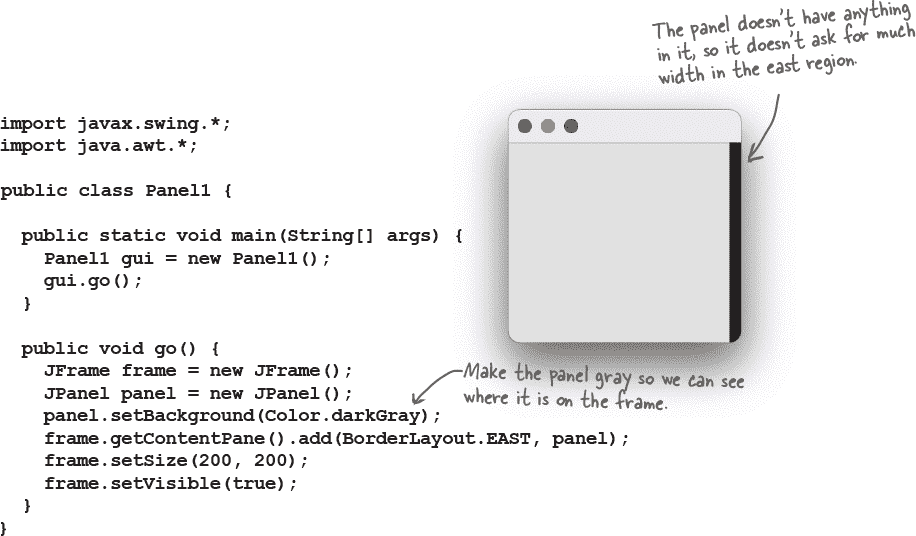 The panel doesn't have anything
in it, so it doesn't ask for much
width in the east region.
import javax.swing.*;
import java.awt.*;
public class Panel1 {
public static void main(String[] args) {
Panel1 gui = new Panel1();
gui.go();
}
public void go() {
JFrame frame = new JFrame();
JPanel panel = new JPanel();
panel.setBackground(Color.darkGray);
frame.getContentPane().add(BorderLayout.EAST, panel);
frame.setSize(200, 200);
frame.setVisible(true);
}
}
Make the panel gray so we can see
where it is on the frame.